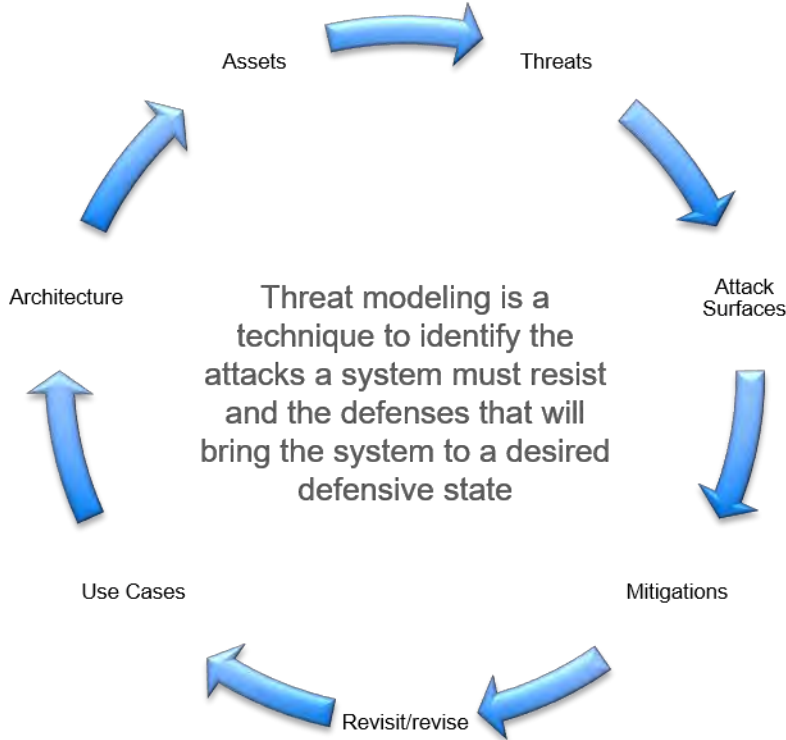 Assets
Threats
Architecture
Attack
Surfaces
Threat modeling is a
technique to identify the
attacks a system must resist
and the defenses that will
bring the system to a desired
defensive state
Use Cases
Mitigations
Revisit/revise